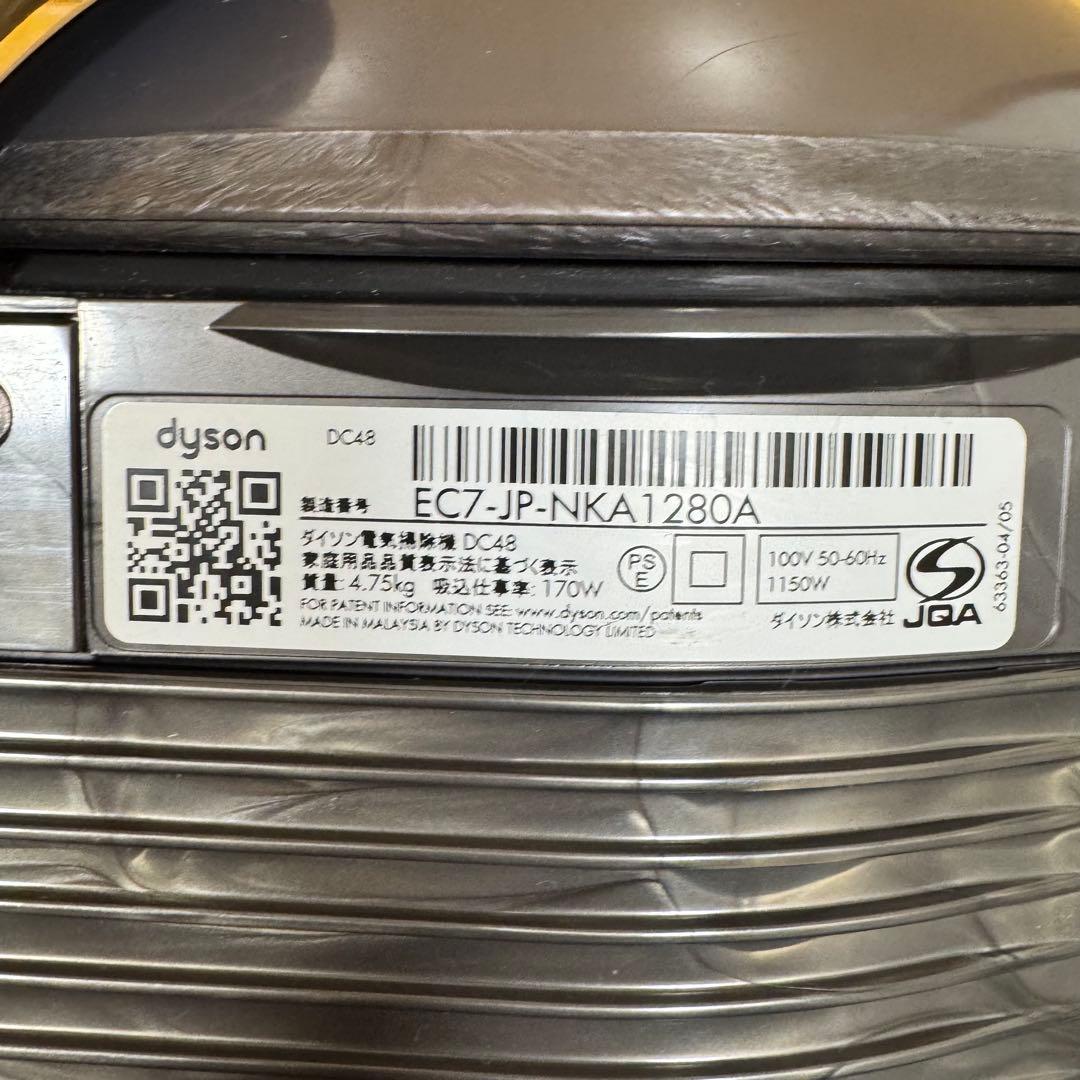 dyson
DC48
製造番号 EC7-JP-NKA1280A
ダイソン電気掃除機 DC48
家庭用品品質表示法に基づく表示
質量: 4.75kg 吸込仕事率: 170W
FOR PATENT INFORMATION SEE: www.dyson.com/patents
MADE IN MALAYSIA BY DYSON TECHNOLOGY LIMITED
PS
E
100V 50-60Hz
1150W
ダイソン株式会社
JQA
63363-04/05